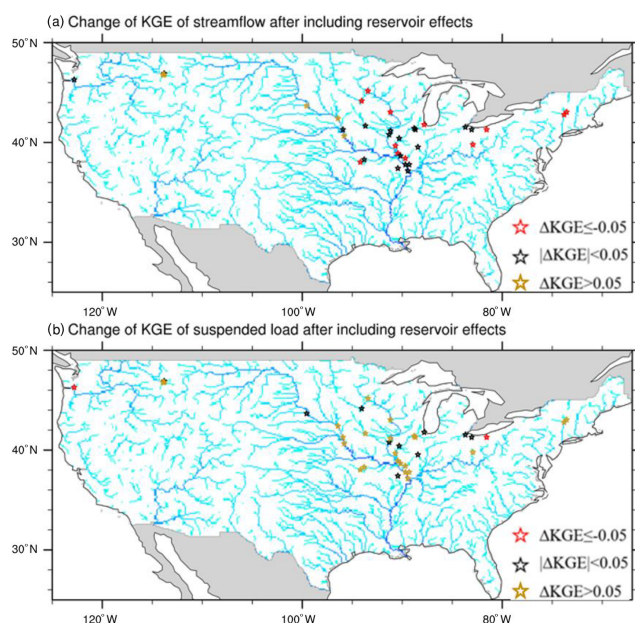 (a) Change of KGE of streamflow after including reservoir effects
50°N
40°N
30°N
ΔKGE≤-0.05
|ΔKGE|<0.05
ΔKGE>0.05
120°W
100°W
80°W
(b) Change of KGE of suspended load after including reservoir effects
50°N
40°N
30°N
ΔKGE≤-0.05
|ΔKGE|<0.05
ΔKGE>0.05
120°W
100°W
80°W